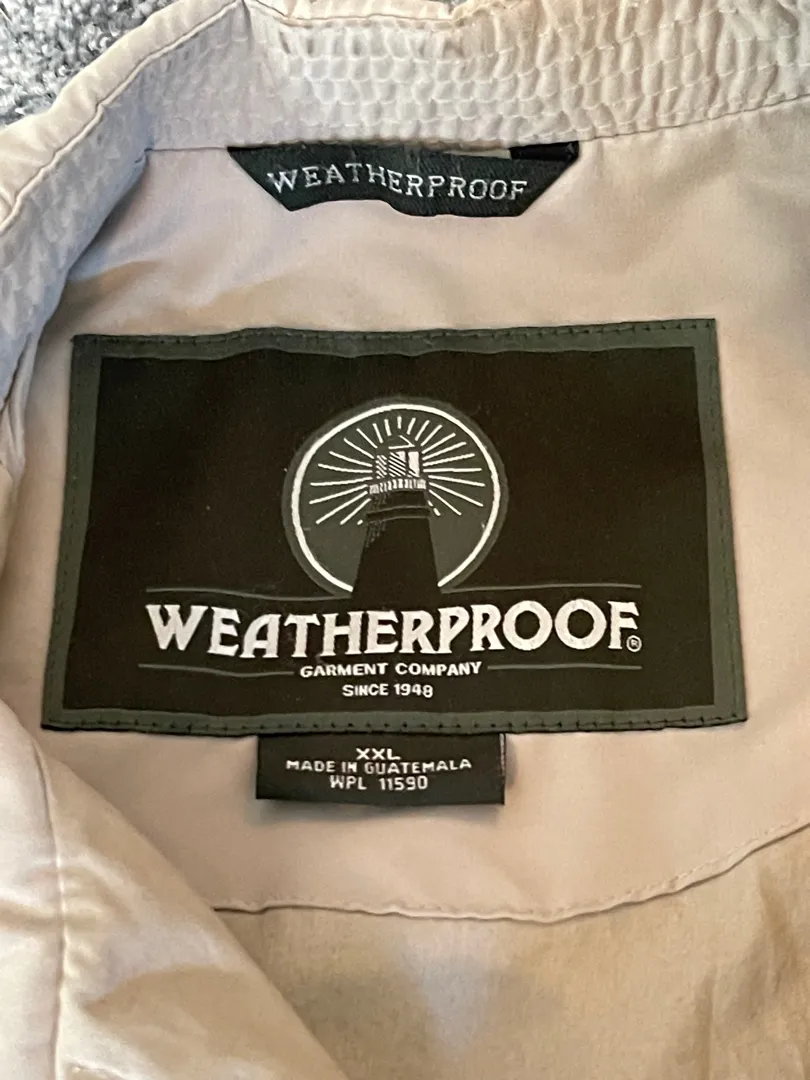 WEATHERPROOF
WEATHERPROOF®
GARMENT COMPANY
SINCE 1948
XXL
MADE IN GUATEMALA
WPL 11590